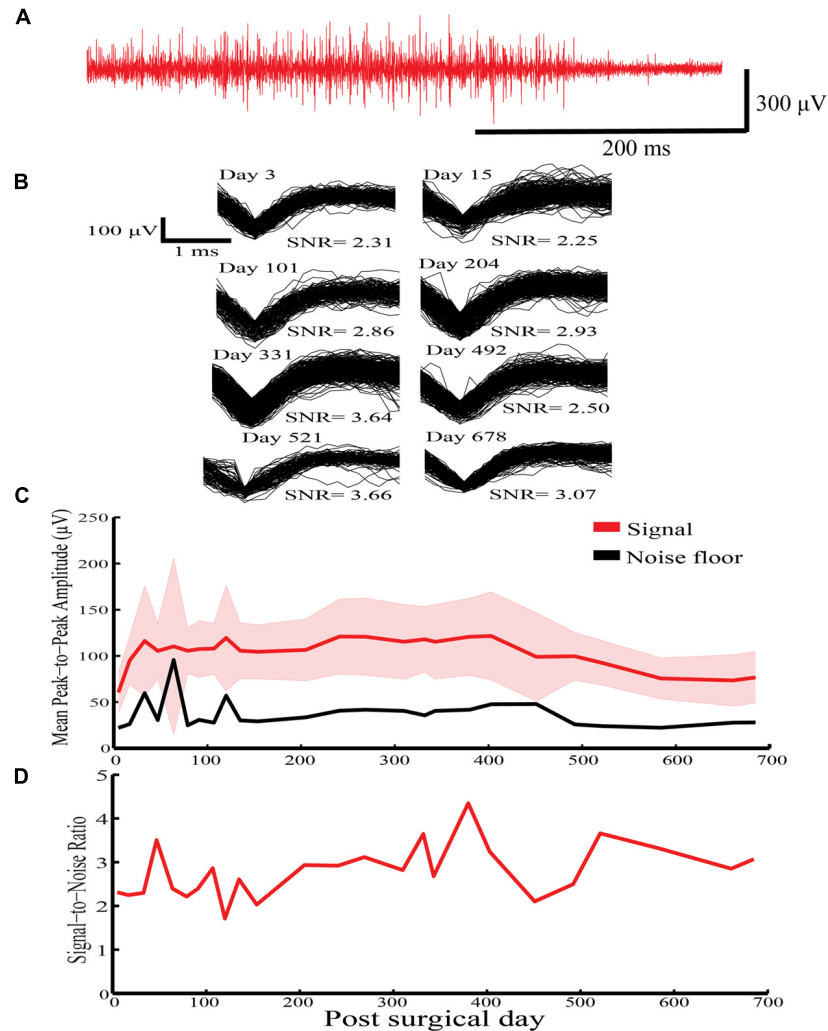 A
300 µV
200 ms
B
Day 3
Day 15
100 µV
1 ms
SNR= 2.31
SNR= 2.25
Day 101
Day 204
SNR= 2.86
SNR= 2.93
Day 331
Day 492
SNR= 3.64
SNR= 2.50
Day 521
Day 678
SNR= 3.66
SNR= 3.07
C
Mean Peak-to-Peak Amplitude (µV)
250
200
150
100
50
0
Signal
Noise floor
0 100 200 300 400 500 600 700
D
Signal-to-Noise Ratio
5
4
3
2
1
0
0 100 200 300 400 500 600 700
Post surgical day